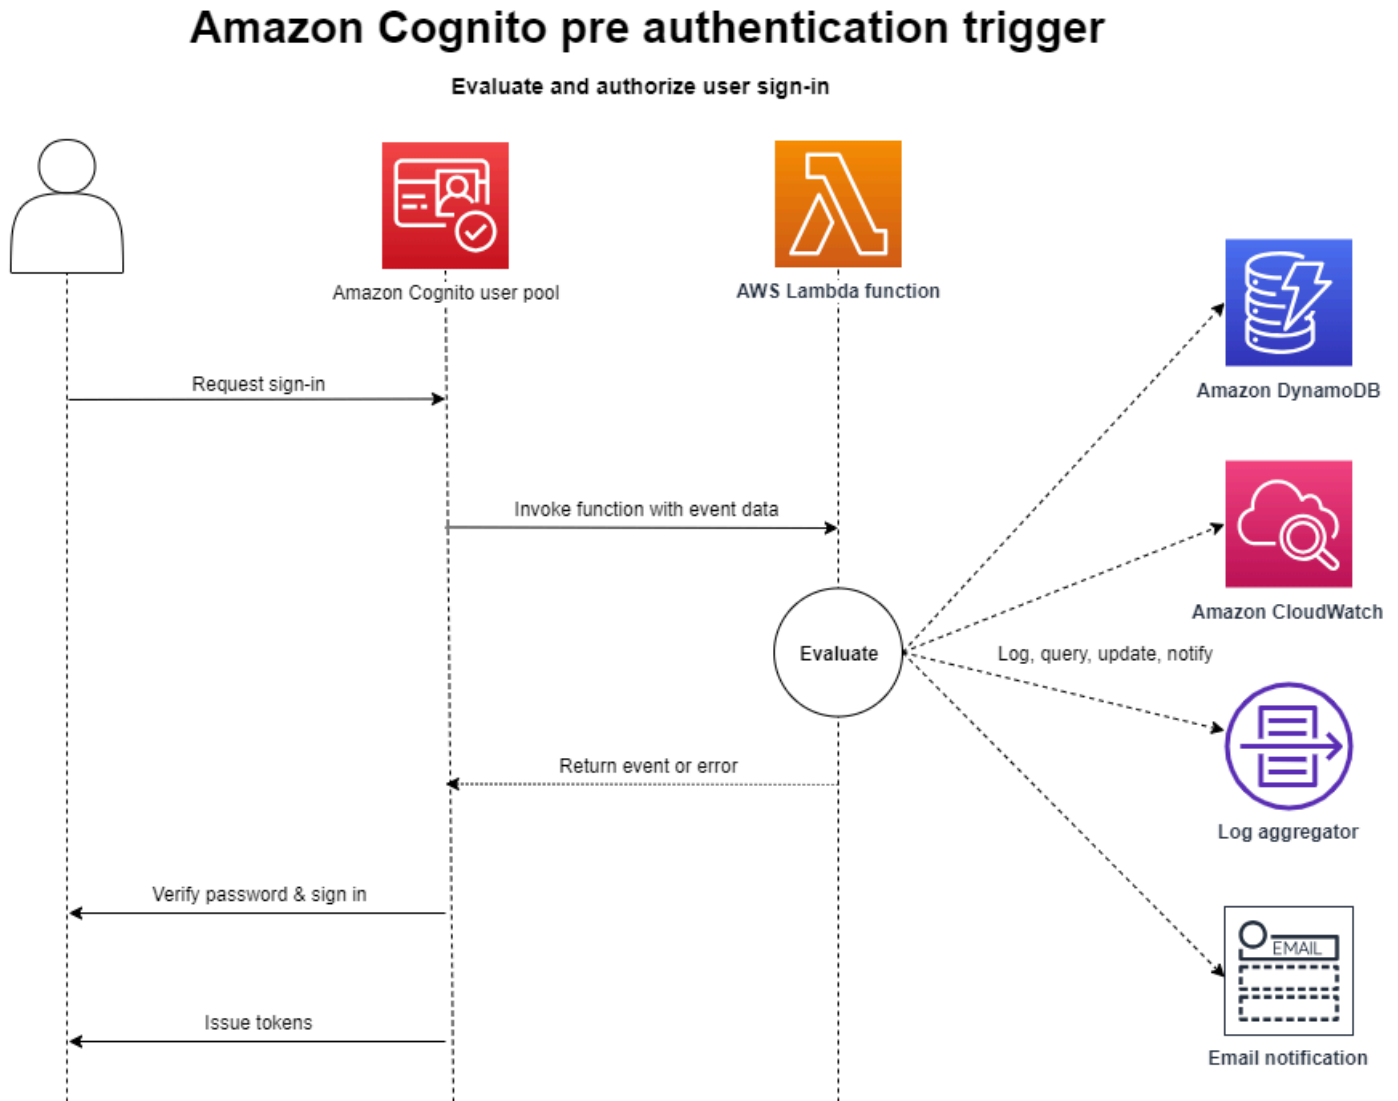 Amazon Cognito pre authentication trigger
Evaluate and authorize user sign-in
Amazon Cognito user pool
AWS Lambda function
Request sign-in
Amazon DynamoDB
Invoke function with event data
Amazon CloudWatch
Evaluate
Log, query, update, notify
Return event or error
Log aggregator
Verify password & sign in
EMAIL
Issue tokens
Email notification